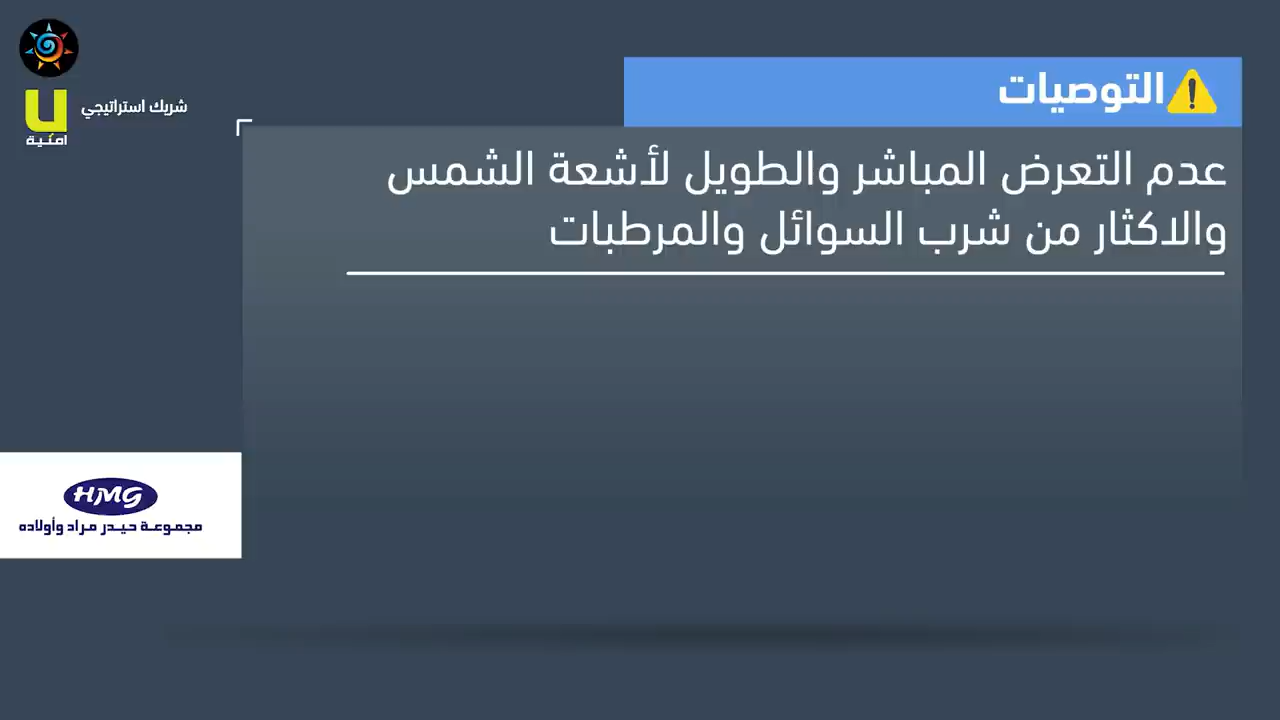 التوصيات
عدم التعرض المباشر والطويل لأشعة الشمس
والاكثار من شرب السوائل والمرطبات
شريك استراتيجي
امنية
HMG
مجموعة حيدر مراد وأولاده